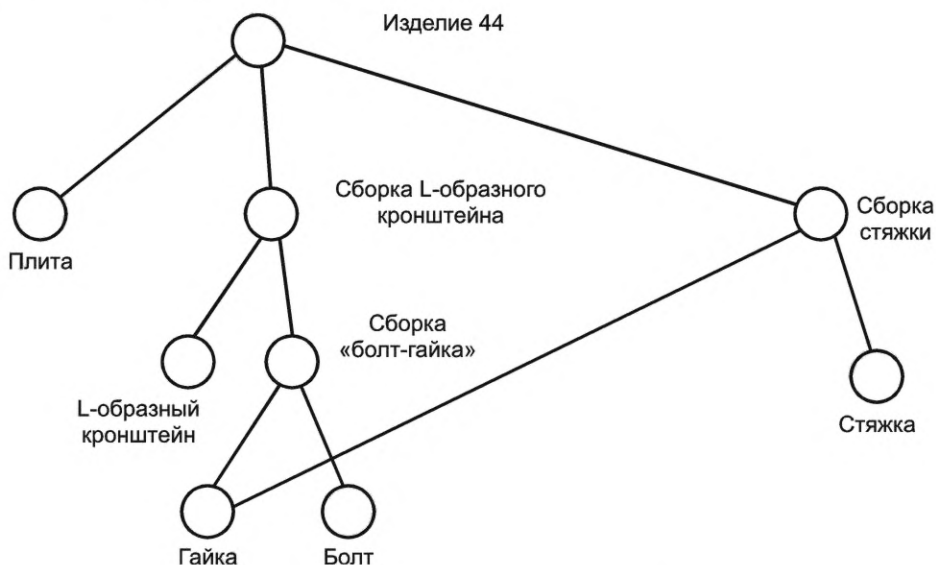 Изделие 44
Сборка L-образного
кронштейна
Сборка
стяжки
Плита
Сборка
«болт-гайка»
L-образный
кронштейн
Стяжка
Гайка
Болт